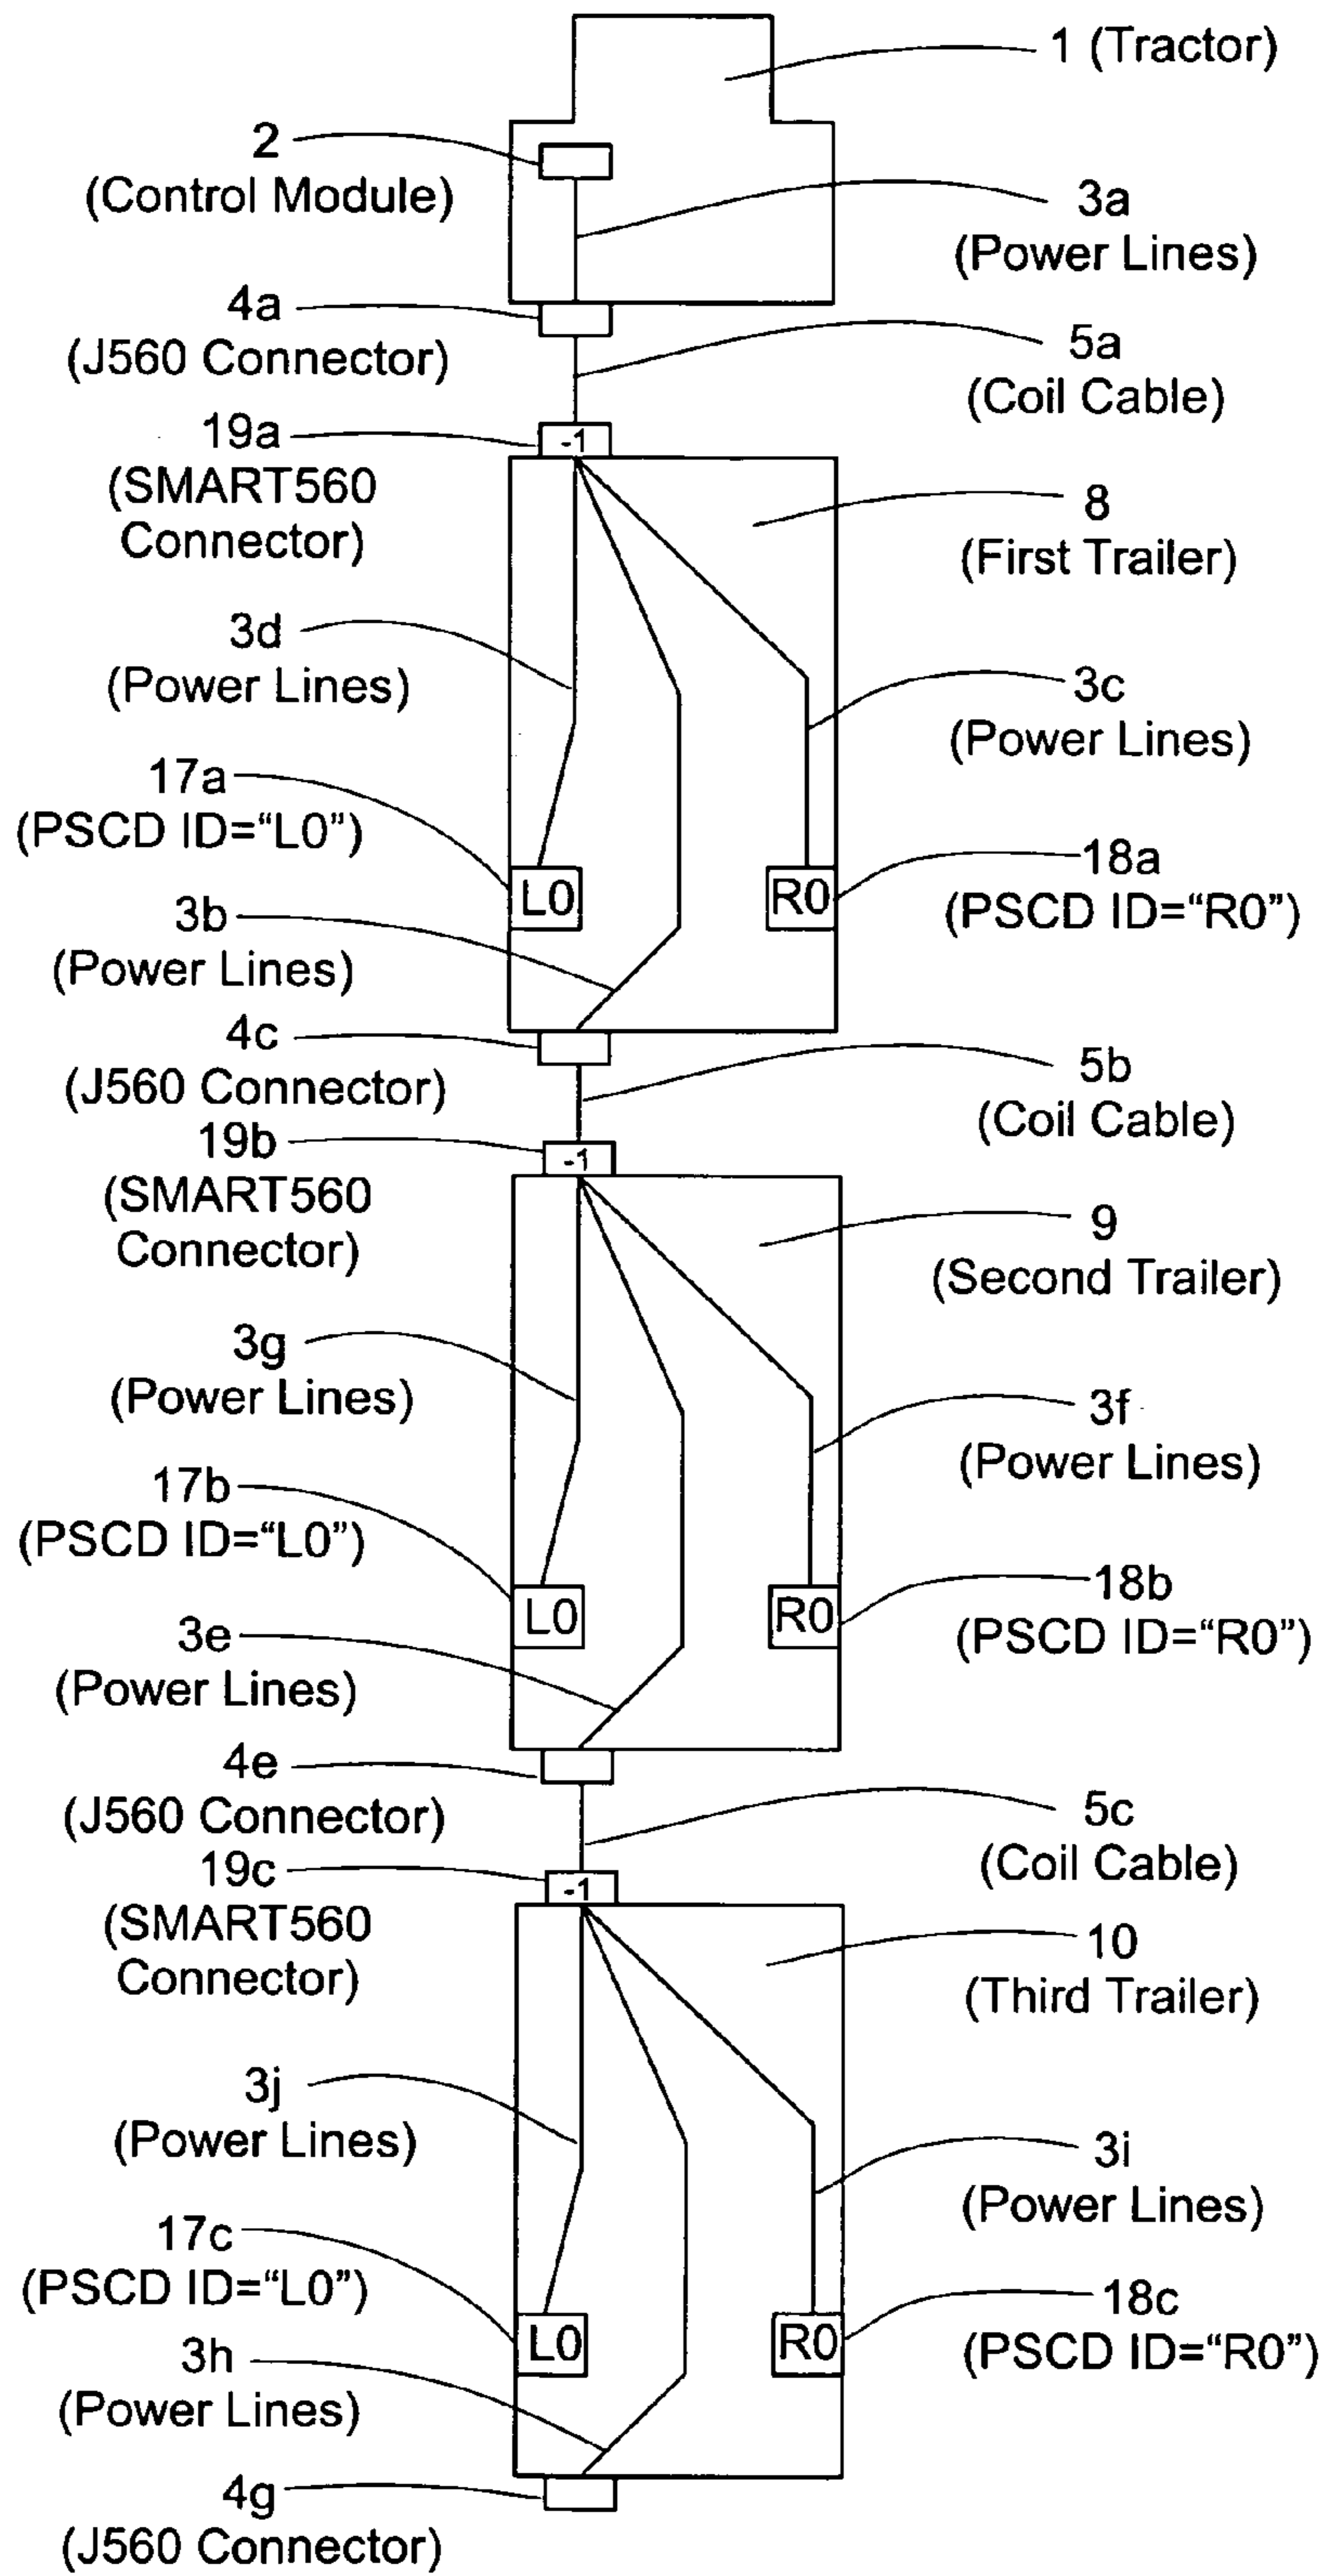 1 (Tractor)
2
(Control Module)
3a
(Power Lines)
4a
(J560 Connector)
5a
(Coil Cable)
19a
(SMART560
Connector)
-1
8
(First Trailer)
3d
(Power Lines)
3c
(Power Lines)
17a
(PSCD ID=“L0”)
L0
R0
18a
(PSCD ID=“R0”)
3b
(Power Lines)
4c
(J560 Connector)
5b
(Coil Cable)
19b
(SMART560
Connector)
-1
9
(Second Trailer)
3g
(Power Lines)
3f
(Power Lines)
17b
(PSCD ID=“L0”)
L0
R0
18b
(PSCD ID=“R0”)
3e
(Power Lines)
4e
(J560 Connector)
5c
(Coil Cable)
19c
(SMART560
Connector)
-1
10
(Third Trailer)
3j
(Power Lines)
3i
(Power Lines)
17c
(PSCD ID=“L0”)
L0
R0
18c
(PSCD ID=“R0”)
3h
(Power Lines)
4g
(J560 Connector)